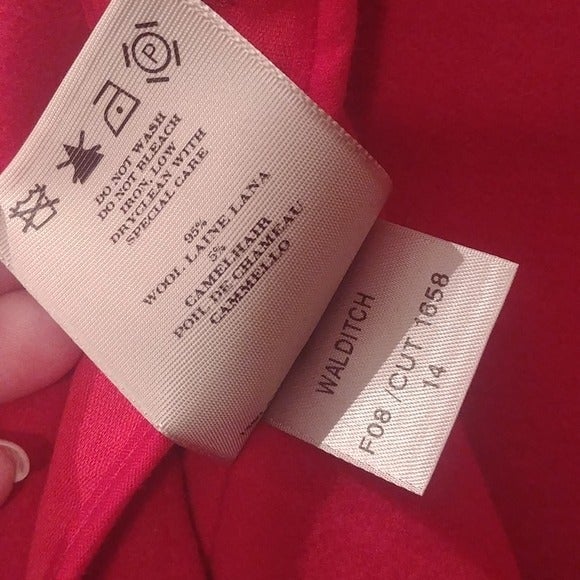 P
DO NOT WASH
DO NOT BLEACH
IRON, LOW
DRYCLEAN WITH
SPECIAL CARE
95%
WOOL LAINE LANA
5%
CAMELHAIR
POIL DE CHAMEAU
CAMMELLO
WALDITCH
F08 /CUT 1658
14